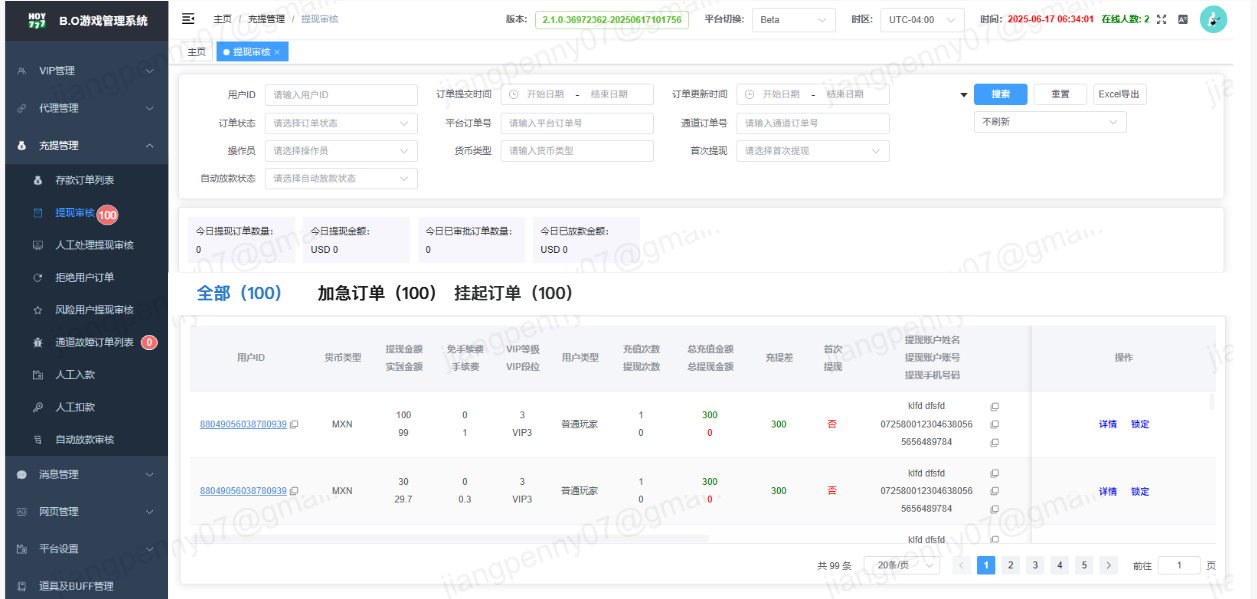 HOY
777
B.O游戏管理系统
主页 / 充提管理 / 提现审核
版本: 2.1.0-36972362-20250617101756 平台切换: Beta 时区: UTC-04:00 时间: 2025-06-17 06:34:01 在线人数: 2
主页 提现审核 ×
VIP管理
代理管理
充提管理
存款订单列表
提现审核 100
人工处理提现审核
拒绝用户订单
风险用户提现审核
通道故障订单列表 0
人工入款
人工扣款
自动放款审核
消息管理
网页管理
平台设置
道具及BUFF管理
用户ID 请输入用户ID 订单提交时间 开始日期 - 结束日期 订单更新时间 开始日期 - 结束日期 搜索 重置 Excel导出
订单状态 请选择订单状态 平台订单号 请输入平台订单号 通道订单号 请输入通道订单号 不刷新
操作员 请选择操作员 货币类型 请输入货币类型 首次提现 请选择首次提现
自动放款状态 请选择自动放款状态
今日提现订单数量: 今日提现金额: 今日已审批订单数量: 今日已放款金额:
0 USD 0 0 USD 0
全部（100） 加急订单（100） 挂起订单（100）
用户ID 货币类型 提现金额 实到金额 免手续费 手续费 VIP等级 VIP段位 用户类型 充值次数 提现次数 总充值金额 总提现金额 充提差 首次 提现 提现账户姓名 提现账户账号 提现手机号码 操作
100 0 3 1 300 klfd dfsfd
88049056038780939 MXN 普通玩家 300 否 072580012304638056 详情 锁定
99 1 VIP3 0 0 5656489784
30 0 3 1 300 klfd dfsfd
88049056038780939 MXN 普通玩家 300 否 072580012304638056 详情 锁定
29.7 0.3 VIP3 0 0 5656489784
klfd dfsfd
共 99 条 20条/页 < 1 2 3 4 5 > 前往 1 页
jiangpenny07@gmai...